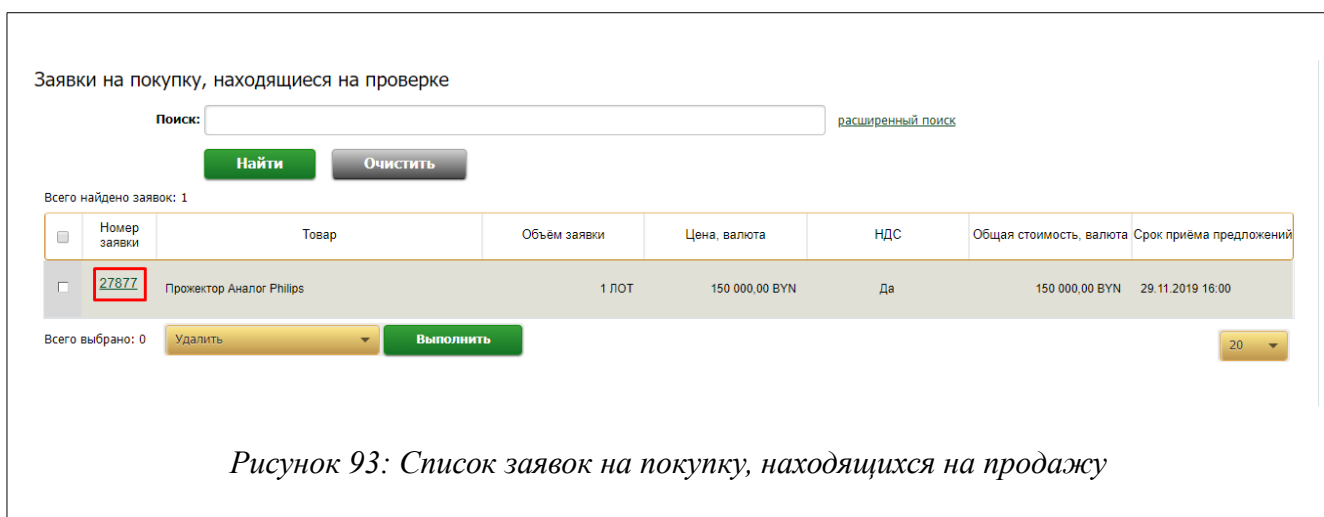 Заявки на покупку, находящиеся на проверке
Поиск: расширенный поиск
Найти Очистить
Всего найдено заявок: 1
Номер заявки Товар Объём заявки Цена, валюта НДС Общая стоимость, валюта Срок приёма предложений
27877 Прожектор Аналог Philips 1 ЛОТ 150 000,00 BYN Да 150 000,00 BYN 29.11.2019 16:00
Всего выбрано: 0 Удалить Выполнить 20
Рисунок 93: Список заявок на покупку, находящихся на продажу